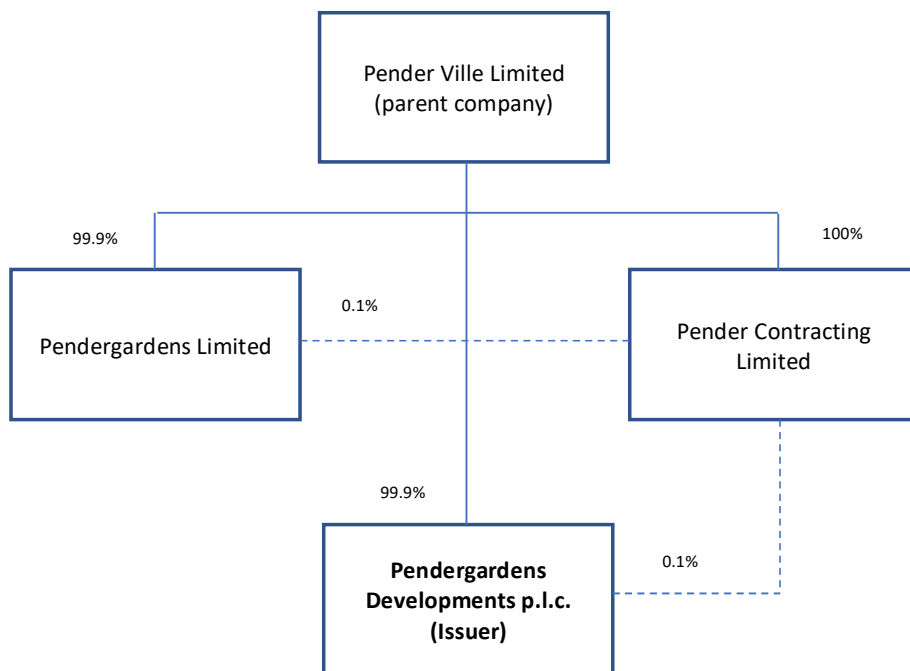 Pender Ville Limited
(parent company)
99.9%
100%
0.1%
Pendergardens Limited
Pender Contracting
Limited
99.9%
Pendergardens
Developments p.l.c.
(Issuer)
0.1%